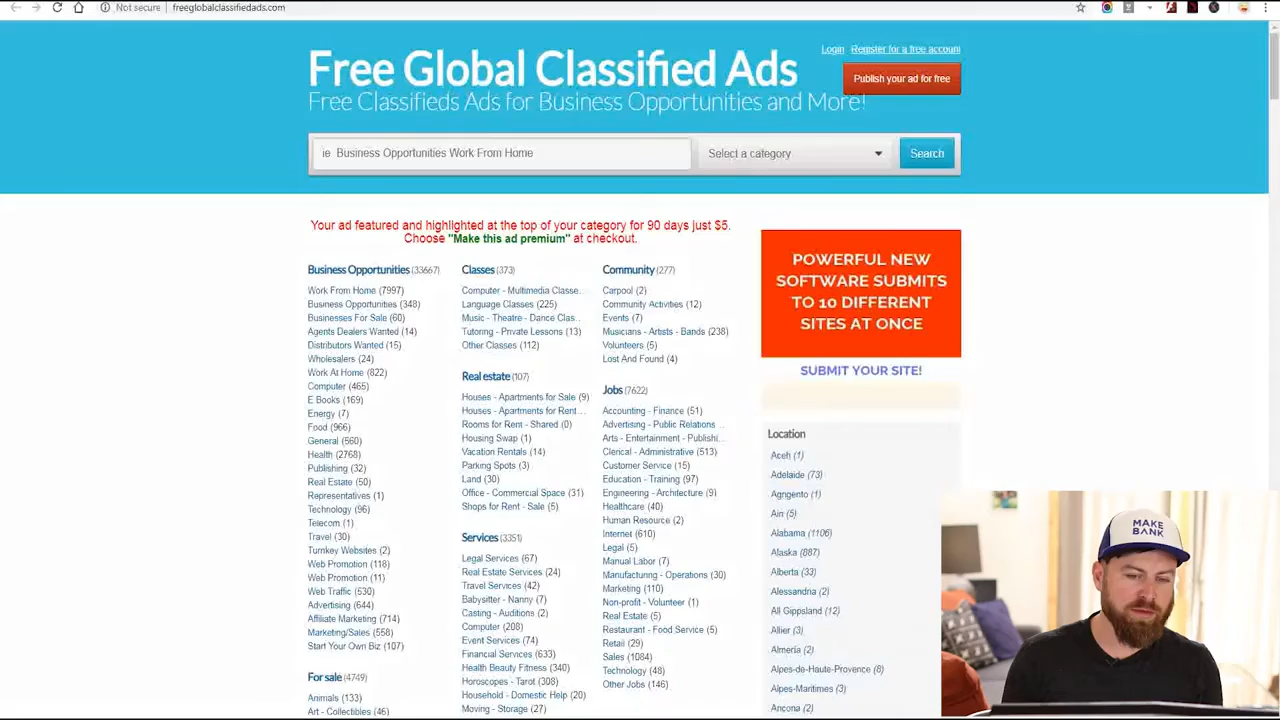 Not secure | freeglobalclassifiedads.com
Login Register for a free account
Free Global Classified Ads
Publish your ad for free
Free Classifieds Ads for Business Opportunities and More!
ie Business Opportunities Work From Home
Select a category
Search
Your ad featured and highlighted at the top of your category for 90 days just $5.
Choose "Make this ad premium" at checkout.
Business Opportunities (33667)
Work From Home (7997)
Business Opportunities (348)
Businesses For Sale (60)
Agents Dealers Wanted (14)
Distributors Wanted (15)
Wholesalers (24)
Work At Home (822)
Computer (465)
E Books (169)
Energy (7)
Food (966)
General (560)
Health (2768)
Publishing (32)
Real Estate (50)
Representatives (1)
Technology (96)
Telecom (1)
Travel (30)
Turnkey Websites (2)
Web Promotion (118)
Web Promotion (11)
Web Traffic (530)
Advertising (644)
Affiliate Marketing (714)
Marketing/Sales (558)
Start Your Own Biz (107)
For sale (4749)
Animals (133)
Art - Collectibles (46)
Classes (373)
Computer - Multimedia Classe...
Language Classes (225)
Music - Theatre - Dance Clas...
Tutoring - Private Lessons (13)
Other Classes (112)
Real estate (107)
Houses - Apartments for Sale (9)
Houses - Apartments for Rent ...
Rooms for Rent - Shared (0)
Housing Swap (1)
Vacation Rentals (14)
Parking Spots (3)
Land (30)
Office - Commercial Space (31)
Shops for Rent - Sale (5)
Services (3351)
Legal Services (67)
Real Estate Services (24)
Travel Services (42)
Babysitter - Nanny (7)
Casting - Auditions (2)
Computer (208)
Event Services (74)
Financial Services (633)
Health Beauty Fitness (340)
Horoscopes - Tarot (308)
Household - Domestic Help (20)
Moving - Storage (27)
Community (277)
Carpool (2)
Community Activities (12)
Events (7)
Musicians - Artists - Bands (238)
Volunteers (5)
Lost And Found (4)
Jobs (7622)
Accounting - Finance (51)
Advertising - Public Relations ...
Arts - Entertainment - Publishi...
Clerical - Administrative (513)
Customer Service (15)
Education - Training (97)
Engineering - Architecture (9)
Healthcare (40)
Human Resource (2)
Internet (610)
Legal (5)
Manual Labor (7)
Manufacturing - Operations (30)
Marketing (110)
Non-profit - Volunteer (1)
Real Estate (5)
Restaurant - Food Service (5)
Retail (29)
Sales (1084)
Technology (48)
Other Jobs (146)
POWERFUL NEW
SOFTWARE SUBMITS
TO 10 DIFFERENT
SITES AT ONCE
SUBMIT YOUR SITE!
Location
Aceh (1)
Adelaide (73)
Agrigento (1)
Ain (5)
Alabama (1106)
Alaska (887)
Alberta (33)
Alessandria (2)
All Gippsland (12)
Allier (3)
Almeria (2)
Alpes-de-Haute-Provence (8)
Alpes-Maritimes (3)
Ancona (2)
MAKE
BANK